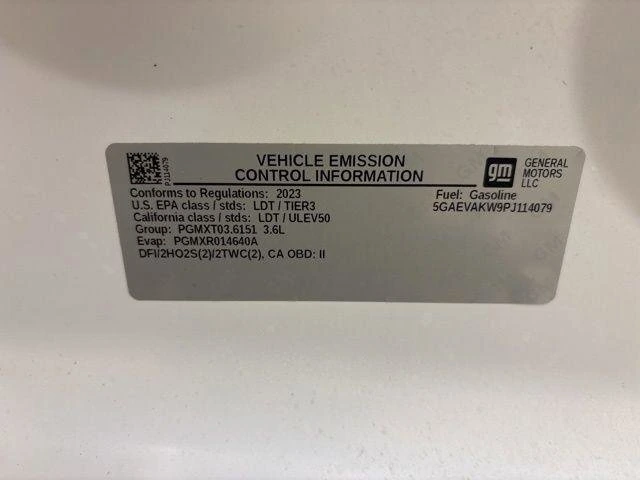 PJ114079
VEHICLE EMISSION
CONTROL INFORMATION
gm
GENERAL
MOTORS
LLC
Conforms to Regulations: 2023
U.S. EPA class / stds: LDT / TIER3
California class / stds: LDT / ULEV50
Group: PGMXT03.6151 3.6L
Evap: PGMXR014640A
DFI/2HO2S(2)/2TWC(2), CA OBD: II
Fuel: Gasoline
5GAEVAKW9PJ114079